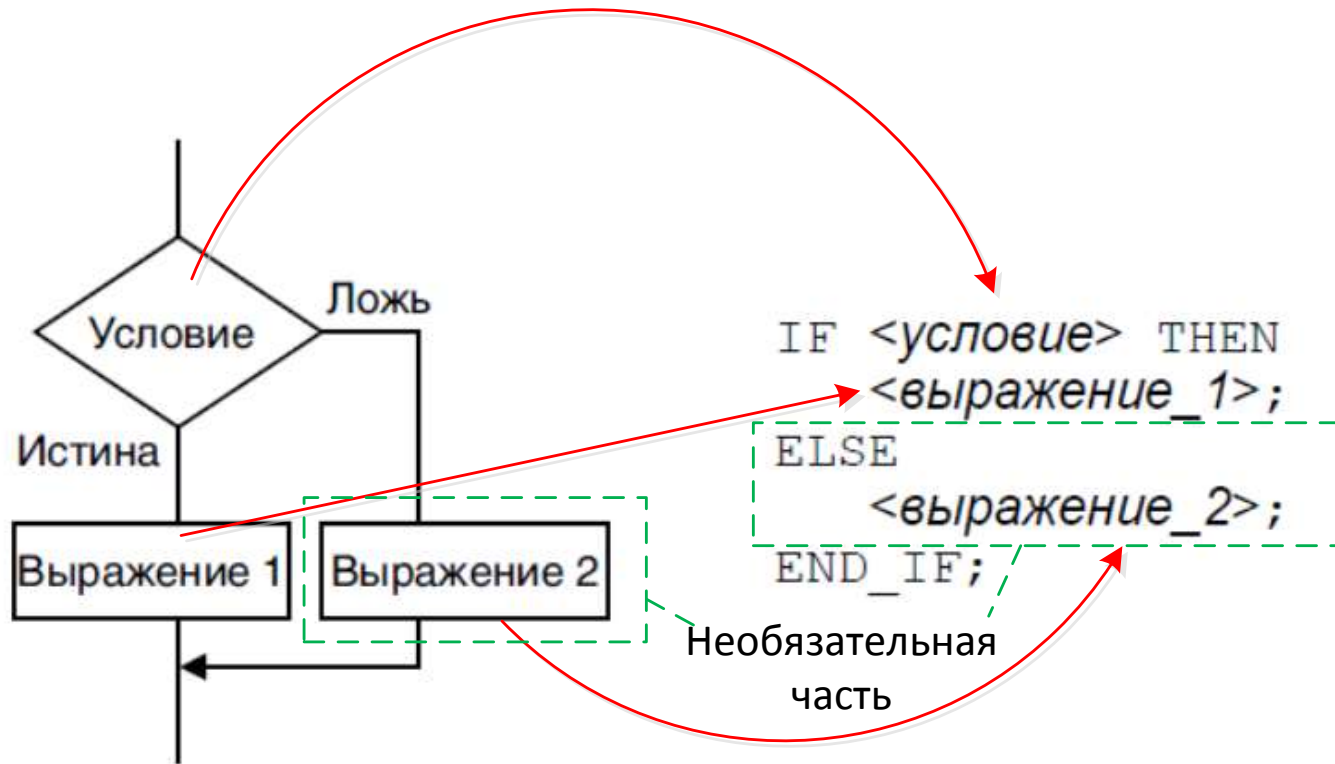 Условие
Ложь
Истина
Выражение 1
Выражение 2
IF <условие> THEN
<выражение_1>;
ELSE
<выражение_2>;
END_IF;
Необязательная
часть